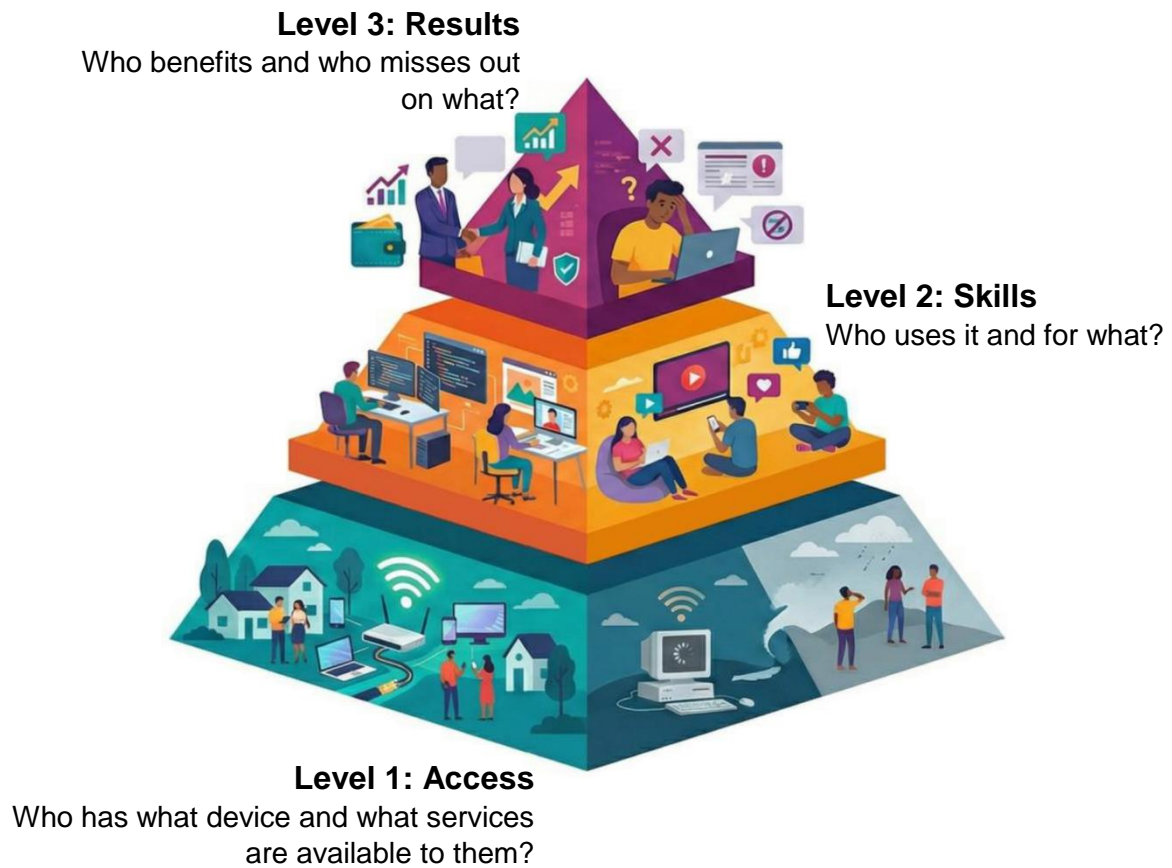 Level 3: Results
Who benefits and who misses out
on what?
Level 2: Skills
Who uses it and for what?
Level 1: Access
Who has what device and what services
are available to them?